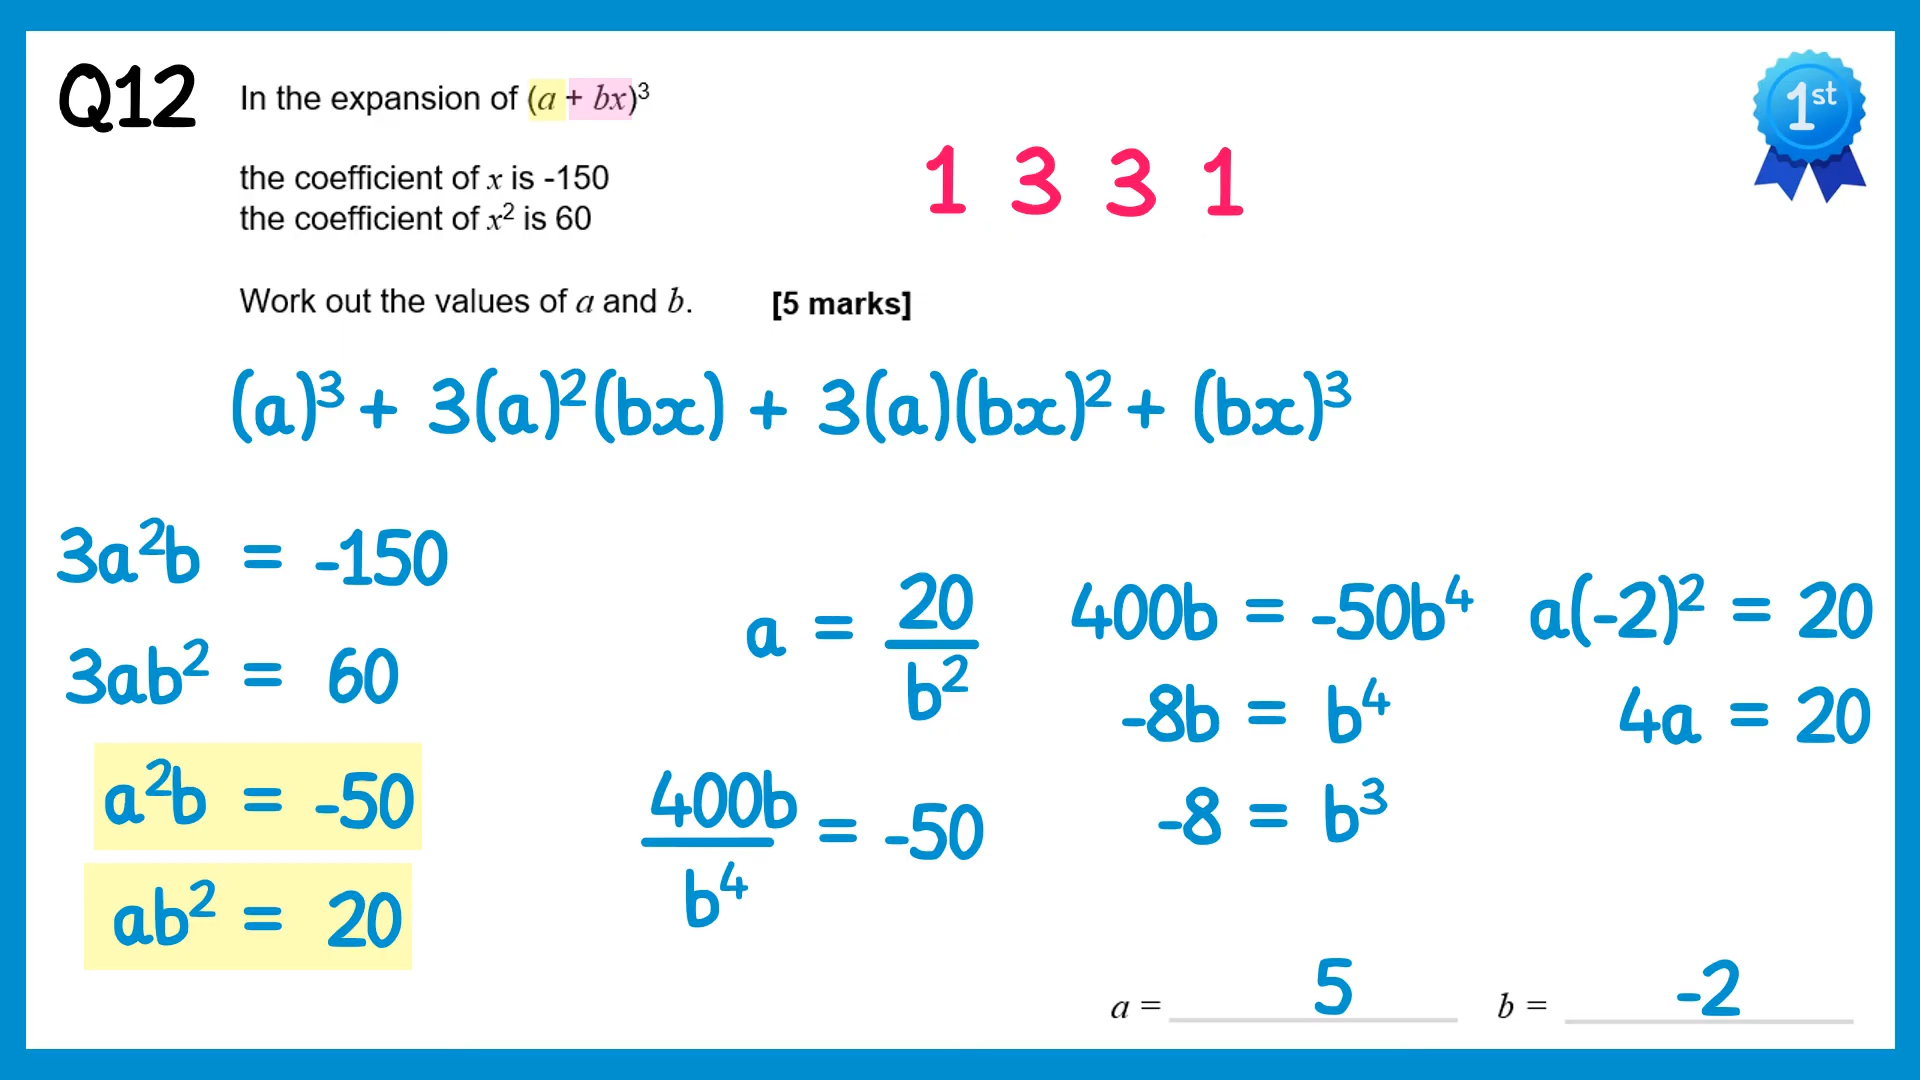 Q12
In the expansion of (a + bx)³
1st
the coefficient of x is -150
the coefficient of x² is 60
1 3 3 1
Work out the values of a and b. [5 marks]
(a)³ + 3(a)²(bx) + 3(a)(bx)² + (bx)³
3a²b = -150
3ab² = 60
a²b = -50
ab² = 20
a = 20/b²
400b/b⁴ = -50
400b = -50b⁴
-8b = b⁴
-8 = b³
a(-2)² = 20
4a = 20
a = 5 b = -2